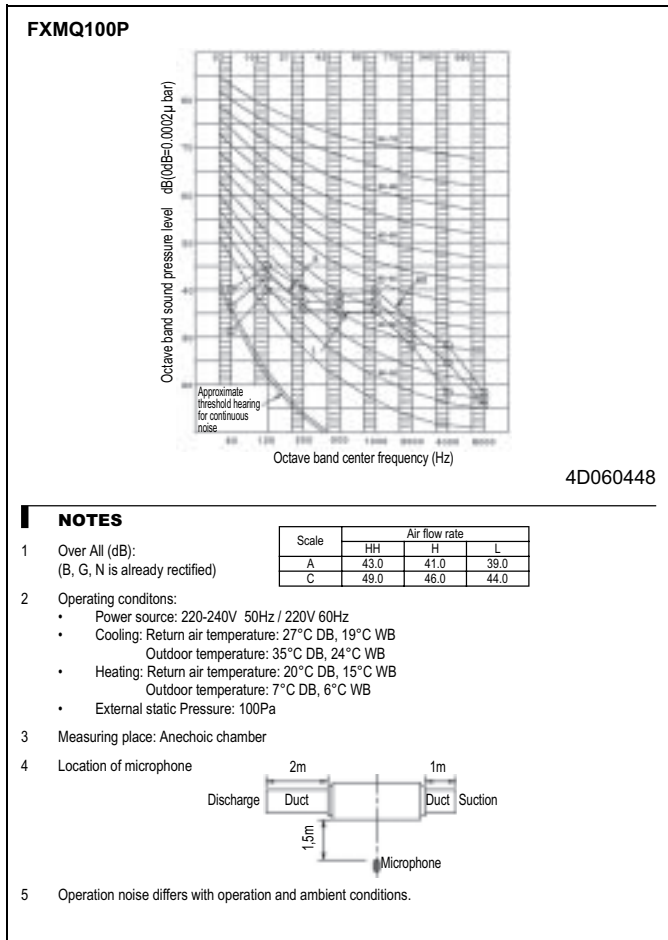 FXMQ100P
Octave band sound pressure level dB(0dB=0.0002µ bar)
Approximate
threshold hearing
for continuous
noise
Octave band center frequency (Hz)
4D060448
NOTES
1 Over All (dB):
(B, G, N is already rectified)
Scale Air flow rate
HH H L
A 43.0 41.0 39.0
C 49.0 46.0 44.0
2 Operating conditons:
• Power source: 220-240V 50Hz / 220V 60Hz
• Cooling: Return air temperature: 27°C DB, 19°C WB
Outdoor temperature: 35°C DB, 24°C WB
• Heating: Return air temperature: 20°C DB, 15°C WB
Outdoor temperature: 7°C DB, 6°C WB
• External static Pressure: 100Pa
3 Measuring place: Anechoic chamber
4 Location of microphone
2m 1m
Discharge Duct Duct Suction
1,5m
Microphone
5 Operation noise differs with operation and ambient conditions.